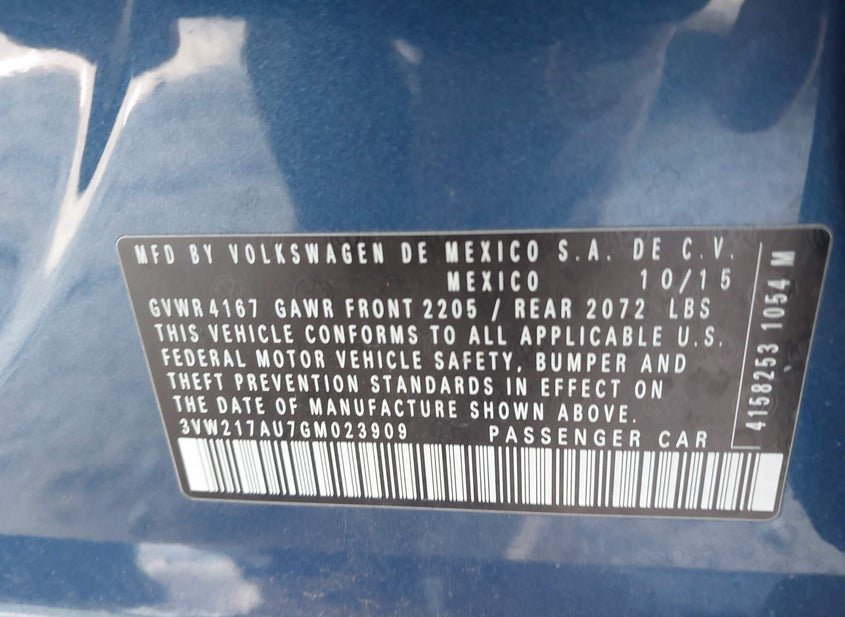 MFD BY VOLKSWAGEN DE MEXICO S.A. DE C.V.
MEXICO 10/15
GVWR 4167 GAWR FRONT 2205 / REAR 2072 LBS
THIS VEHICLE CONFORMS TO ALL APPLICABLE U.S.
FEDERAL MOTOR VEHICLE SAFETY, BUMPER AND
THEFT PREVENTION STANDARDS IN EFFECT ON
THE DATE OF MANUFACTURE SHOWN ABOVE.
3VW217AU7GM023909 PASSENGER CAR
4158253 1054 M